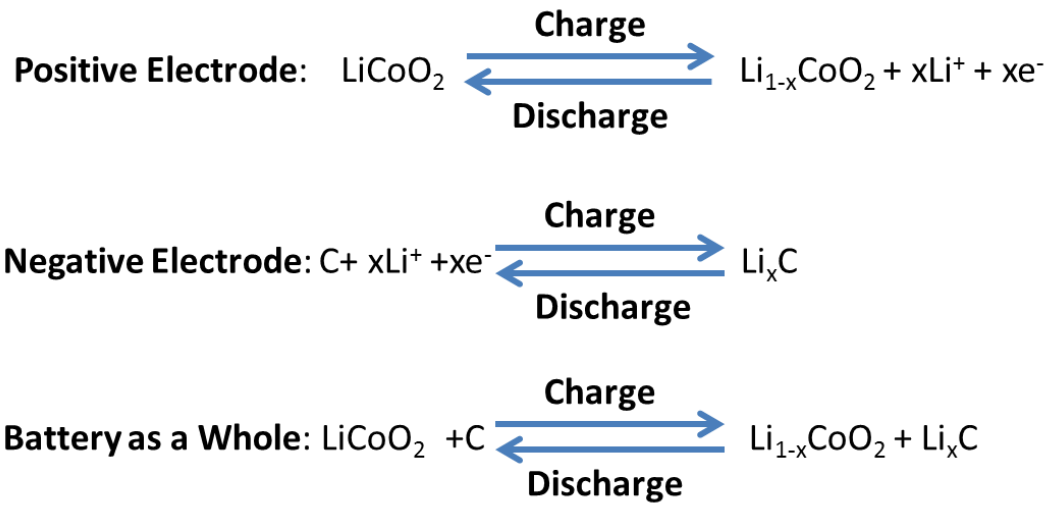 Charge
Positive Electrode: LiCoO₂ Li₁₋ₓCoO₂ + xLi⁺ + xe⁻
Discharge
Charge
Negative Electrode: C+ xLi⁺ +xe⁻ LiₓC
Discharge
Charge
Battery as a Whole: LiCoO₂ +C Li₁₋ₓCoO₂ + LiₓC
Discharge